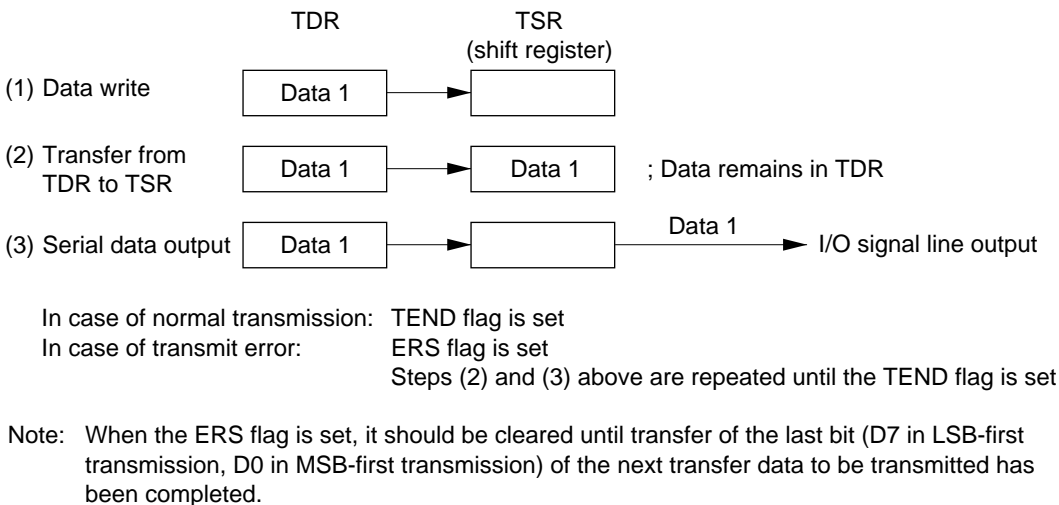 TDR TSR
(shift register)
(1) Data write Data 1
(2) Transfer from
TDR to TSR Data 1 Data 1 ; Data remains in TDR
(3) Serial data output Data 1 Data 1 I/O signal line output
In case of normal transmission: TEND flag is set
In case of transmit error: ERS flag is set
Steps (2) and (3) above are repeated until the TEND flag is set
Note: When the ERS flag is set, it should be cleared until transfer of the last bit (D7 in LSB-first
transmission, D0 in MSB-first transmission) of the next transfer data to be transmitted has
been completed.